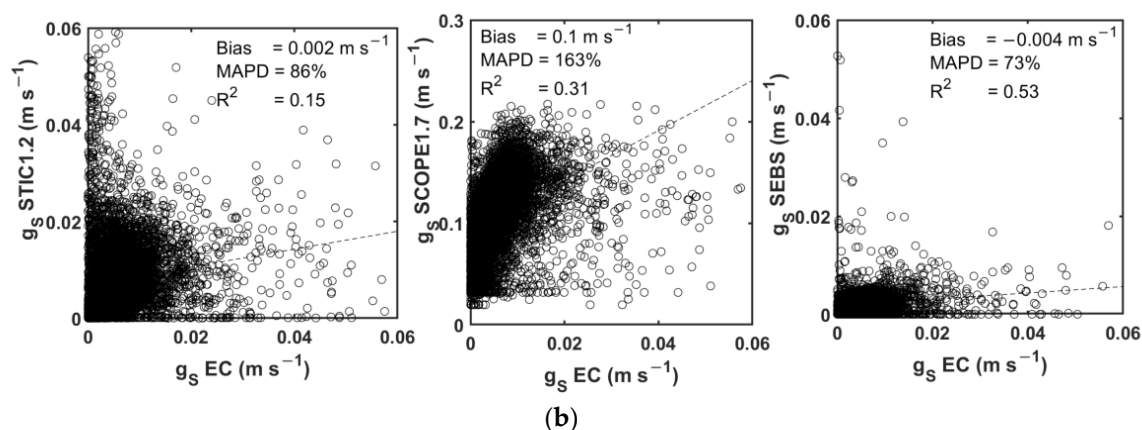 0.06
0.04
0.02
0
g_S STIC1.2 (m s⁻¹)
Bias = 0.002 m s⁻¹
MAPD = 86%
R² = 0.15
0 0.02 0.04 0.06
g_S EC (m s⁻¹)
0.3
0.2
0.1
0
g_S SCOPE1.7 (m s⁻¹)
Bias = 0.1 m s⁻¹
MAPD = 163%
R² = 0.31
0 0.02 0.04 0.06
g_S EC (m s⁻¹)
0.06
0.04
0.02
0
g_S SEBS (m s⁻¹)
Bias = −0.004 m s⁻¹
MAPD = 73%
R² = 0.53
0 0.02 0.04 0.06
g_S EC (m s⁻¹)
(b)